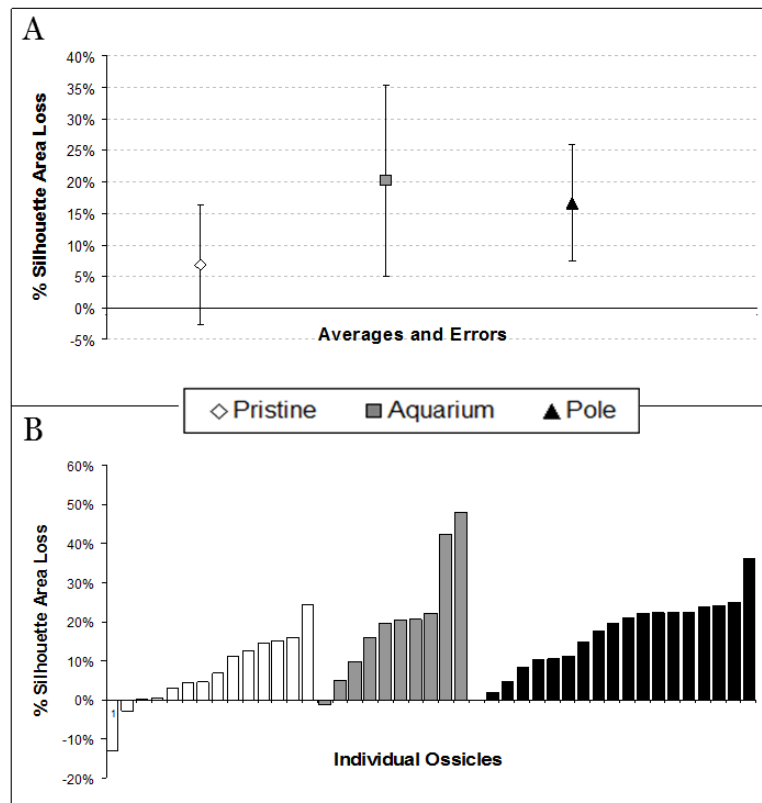 A
% Silhouette Area Loss
40%
35%
30%
25%
20%
15%
10%
5%
0%
-5%
Averages and Errors
Pristine
Aquarium
Pole
B
% Silhouette Area Loss
60%
50%
40%
30%
20%
10%
0%
-10%
-20%
1
Individual Ossicles